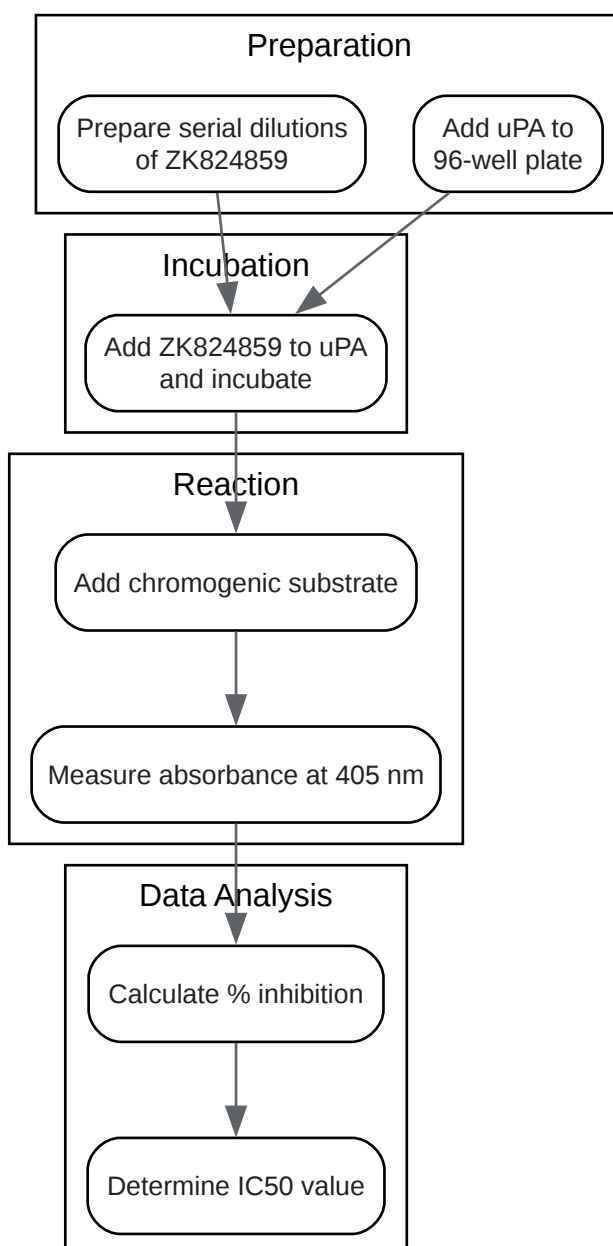 Preparation
Prepare serial dilutions
of ZK824859
Add uPA to
96-well plate
Incubation
Add ZK824859 to uPA
and incubate
Reaction
Add chromogenic substrate
Measure absorbance at 405 nm
Data Analysis
Calculate % inhibition
Determine IC50 value